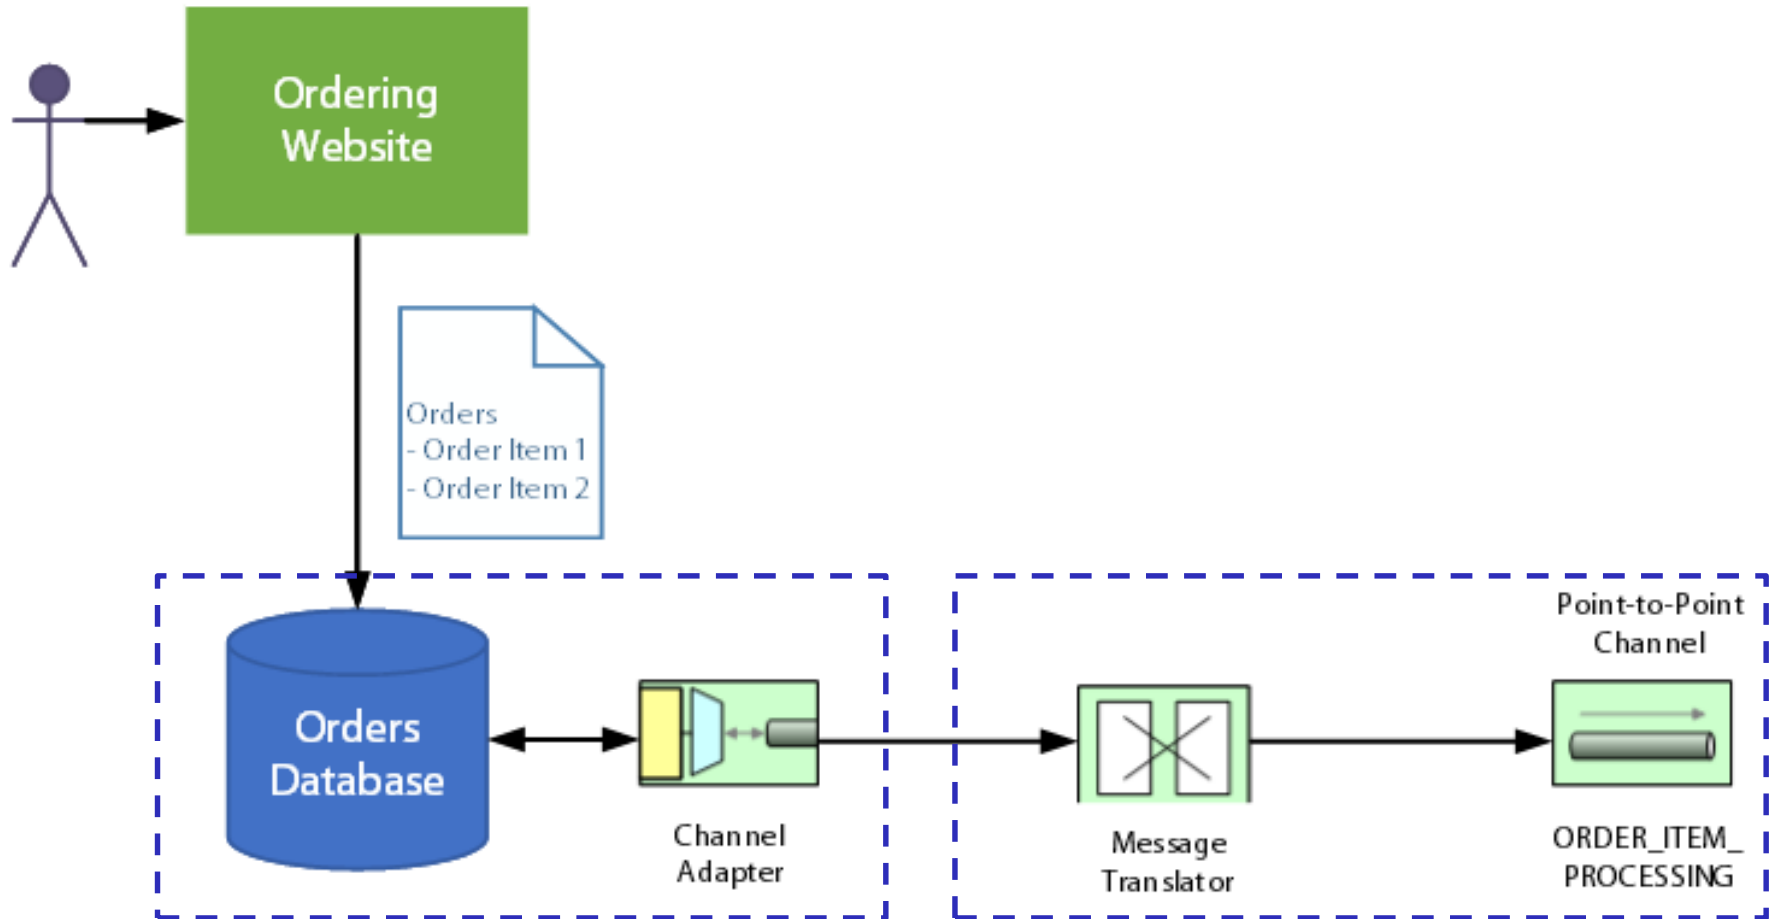 Ordering
Website
Orders
- Order Item 1
- Order Item 2
Orders
Database
Channel
Adapter
Message
Translator
Point-to-Point
Channel
ORDER_ITEM_
PROCESSING